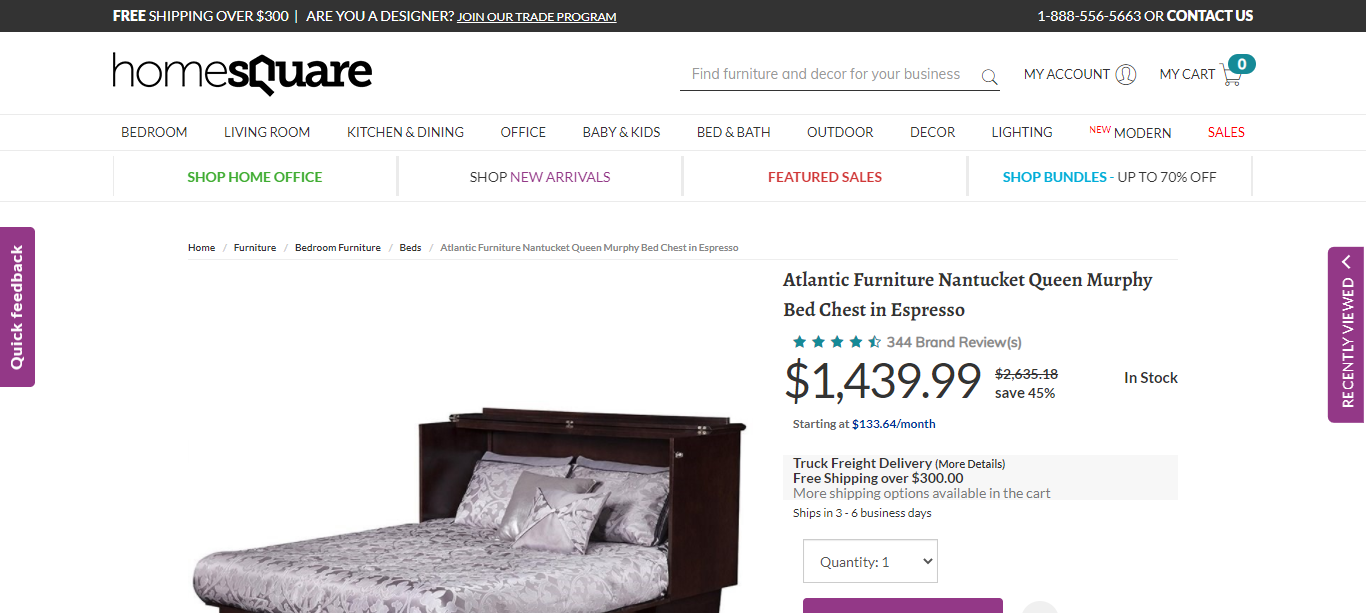 FREE SHIPPING OVER $300 | ARE YOU A DESIGNER? JOIN OUR TRADE PROGRAM
1-888-556-5663 OR CONTACT US
homesquare
Find furniture and decor for your business
MY ACCOUNT
MY CART
0
BEDROOM
LIVING ROOM
KITCHEN & DINING
OFFICE
BABY & KIDS
BED & BATH
OUTDOOR
DECOR
LIGHTING
NEW MODERN
SALES
SHOP HOME OFFICE
SHOP NEW ARRIVALS
FEATURED SALES
SHOP BUNDLES - UP TO 70% OFF
Quick feedback
RECENTLY VIEWED
Home / Furniture / Bedroom Furniture / Beds / Atlantic Furniture Nantucket Queen Murphy Bed Chest in Espresso
Atlantic Furniture Nantucket Queen Murphy
Bed Chest in Espresso
344 Brand Review(s)
$1,439.99
$2,635.18
save 45%
In Stock
Starting at $133.64/month
Truck Freight Delivery (More Details)
Free Shipping over $300.00
More shipping options available in the cart
Ships in 3 - 6 business days
Quantity: 1